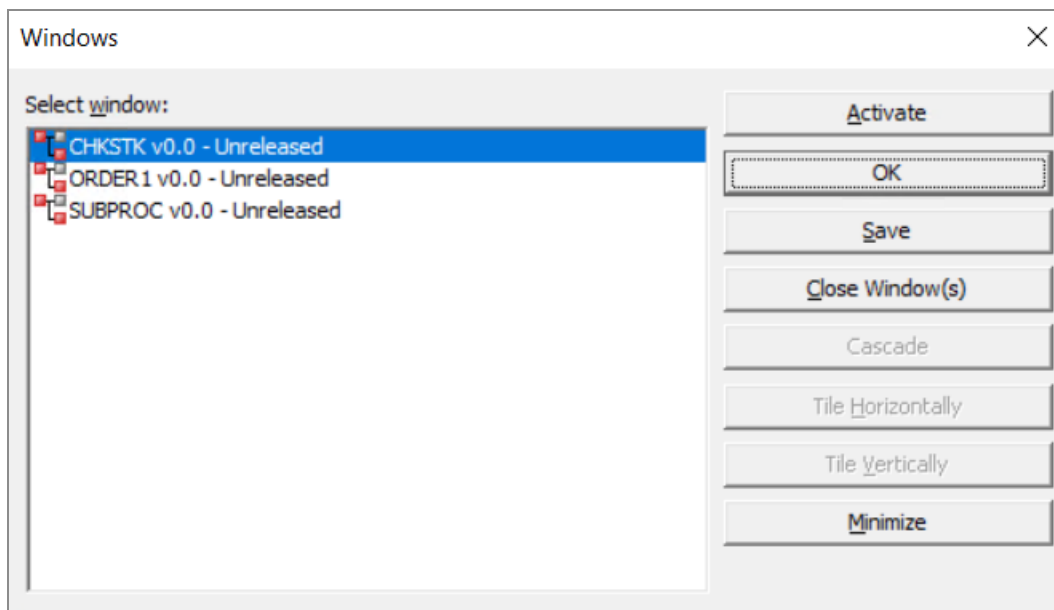 Windows
Select window:
CHKSTK v0.0 - Unreleased
ORDER1 v0.0 - Unreleased
SUBPROC v0.0 - Unreleased
Activate
OK
Save
Close Window(s)
Cascade
Tile Horizontally
Tile Vertically
Minimize